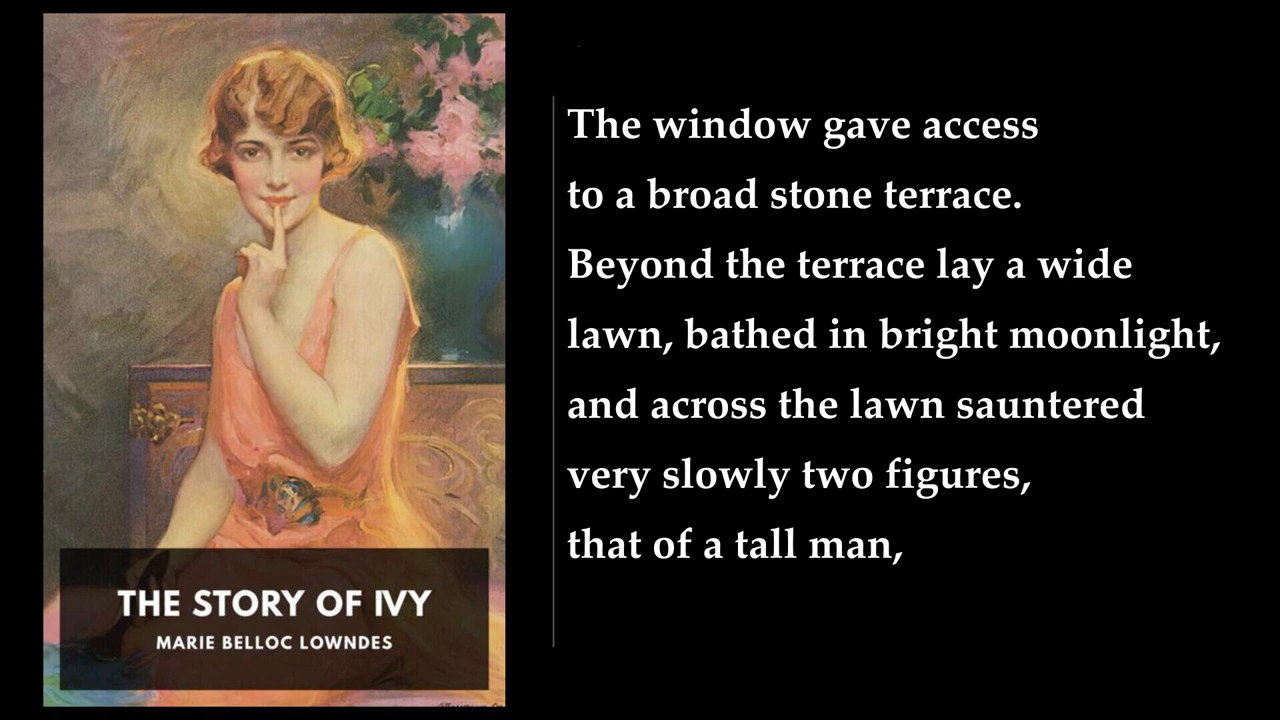 The window gave access
to a broad stone terrace.
Beyond the terrace lay a wide
lawn, bathed in bright moonlight,
and across the lawn sauntered
very slowly two figures,
that of a tall man,
THE STORY OF IVY
MARIE BELLOC LOWNDES